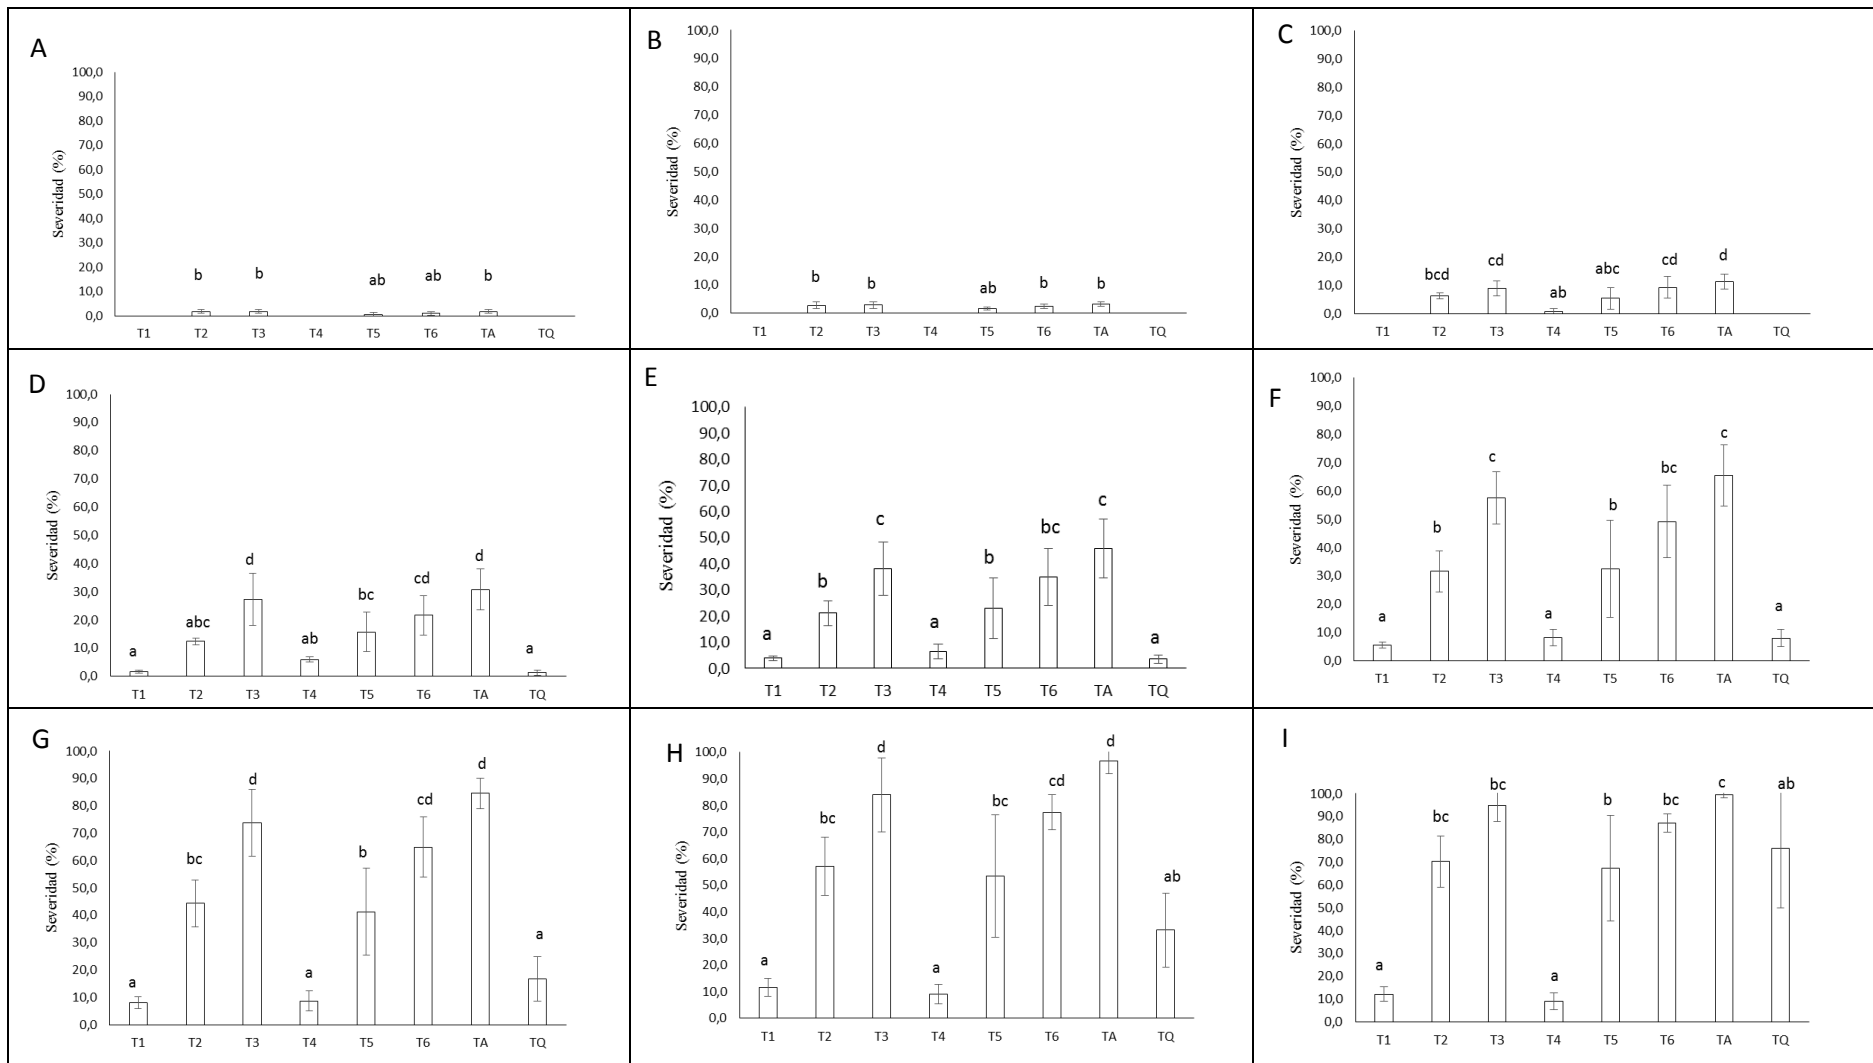 A
100,0
90,0
80,0
70,0
60,0
50,0
40,0
30,0
20,0
10,0
0,0
Severidad (%)
b b ab ab b
T1 T2 T3 T4 T5 T6 TA TQ
B
100,0
90,0
80,0
70,0
60,0
50,0
40,0
30,0
20,0
10,0
0,0
Severidad (%)
b b ab b b
T1 T2 T3 T4 T5 T6 TA TQ
C
100,0
90,0
80,0
70,0
60,0
50,0
40,0
30,0
20,0
10,0
0,0
Severidad (%)
bcd cd ab abc cd d
T1 T2 T3 T4 T5 T6 TA TQ
D
100,0
90,0
80,0
70,0
60,0
50,0
40,0
30,0
20,0
10,0
0,0
Severidad (%)
a abc d ab bc cd d a
T1 T2 T3 T4 T5 T6 TA TQ
E
100,0
90,0
80,0
70,0
60,0
50,0
40,0
30,0
20,0
10,0
0,0
Severidad (%)
a b c a b bc c a
T1 T2 T3 T4 T5 T6 TA TQ
F
100,0
90,0
80,0
70,0
60,0
50,0
40,0
30,0
20,0
10,0
0,0
Severidad (%)
a b c a b bc c a
T1 T2 T3 T4 T5 T6 TA TQ
G
100,0
90,0
80,0
70,0
60,0
50,0
40,0
30,0
20,0
10,0
0,0
Severidad (%)
a bc d a b cd d a
T1 T2 T3 T4 T5 T6 TA TQ
H
100,0
90,0
80,0
70,0
60,0
50,0
40,0
30,0
20,0
10,0
0,0
Severidad (%)
a bc d a bc cd d ab
T1 T2 T3 T4 T5 T6 TA TQ
I
100,0
90,0
80,0
70,0
60,0
50,0
40,0
30,0
20,0
10,0
0,0
Severidad (%)
a bc bc a b bc c ab
T1 T2 T3 T4 T5 T6 TA TQ